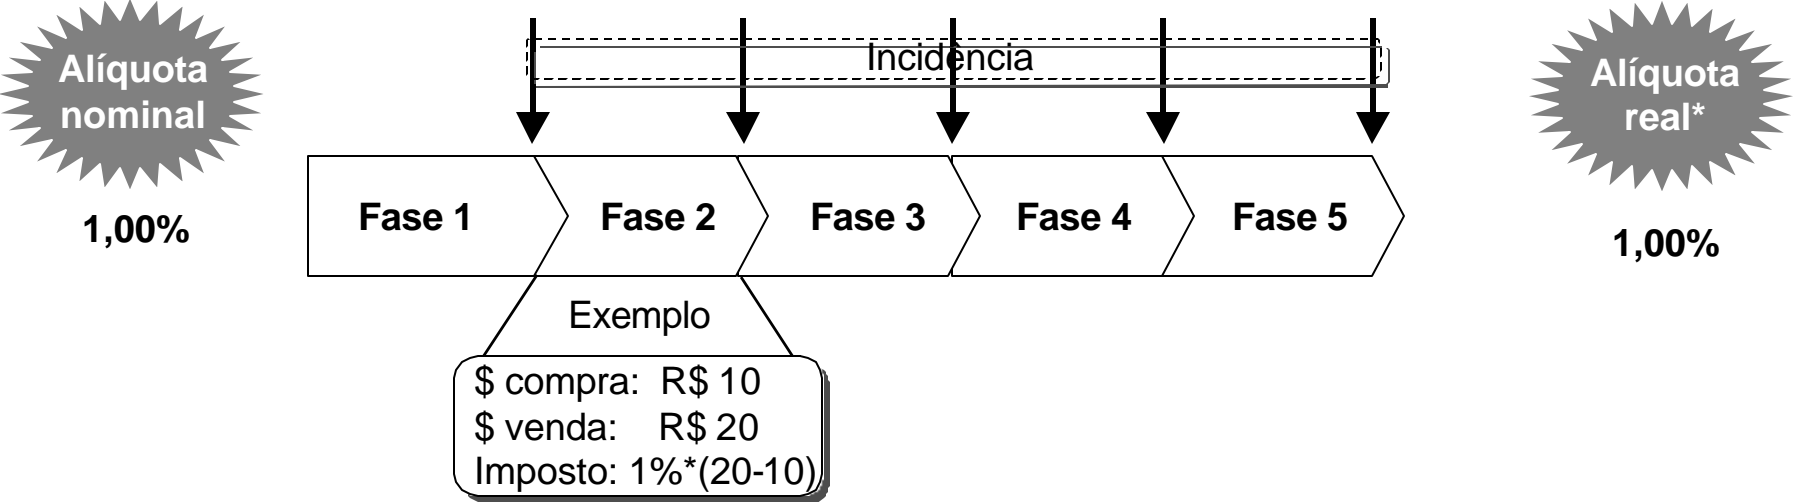 Alíquota
nominal
1,00%
Incidência
Fase 1
Fase 2
Fase 3
Fase 4
Fase 5
Alíquota
real*
1,00%
Exemplo
$ compra: R$ 10
$ venda: R$ 20
Imposto: 1%*(20-10)